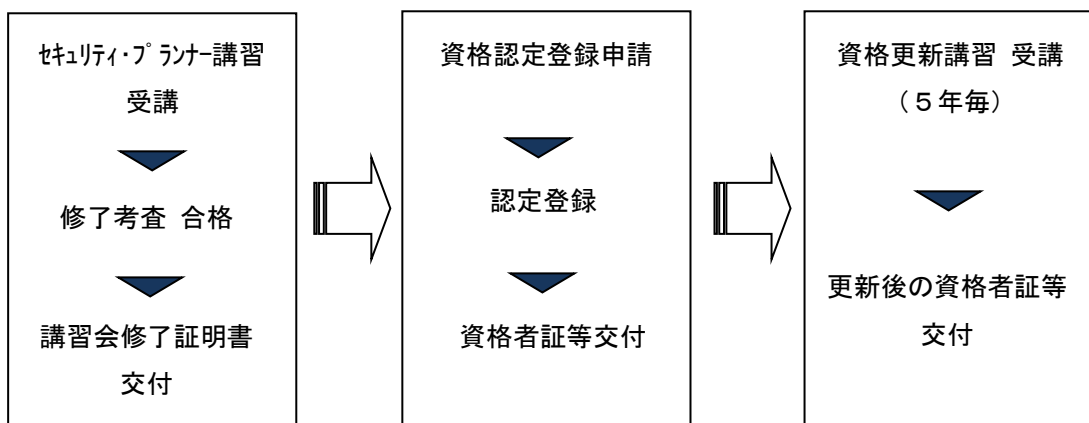 セキュリティ・プランナー講習
受講
修了考査 合格
講習会修了証明書
交付
資格認定登録申請
認定登録
資格者証等交付
資格更新講習 受講
(5年毎)
更新後の資格者証等
交付